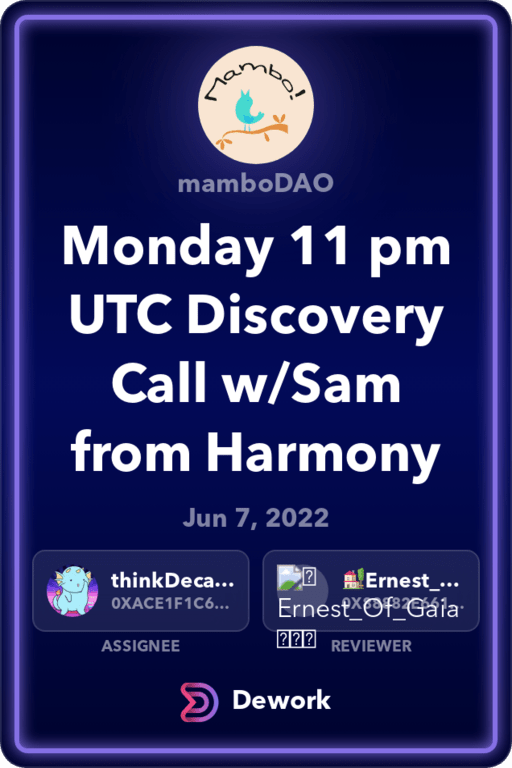 Mambo!
mamboDAO
Monday 11 pm
UTC Discovery
Call w/Sam
from Harmony
Jun 7, 2022
thinkDeca...
0XACE1F1C6...
🏡Ernest_...
Ernest_Of_Gaia
ASSIGNEE
REVIEWER
Dework